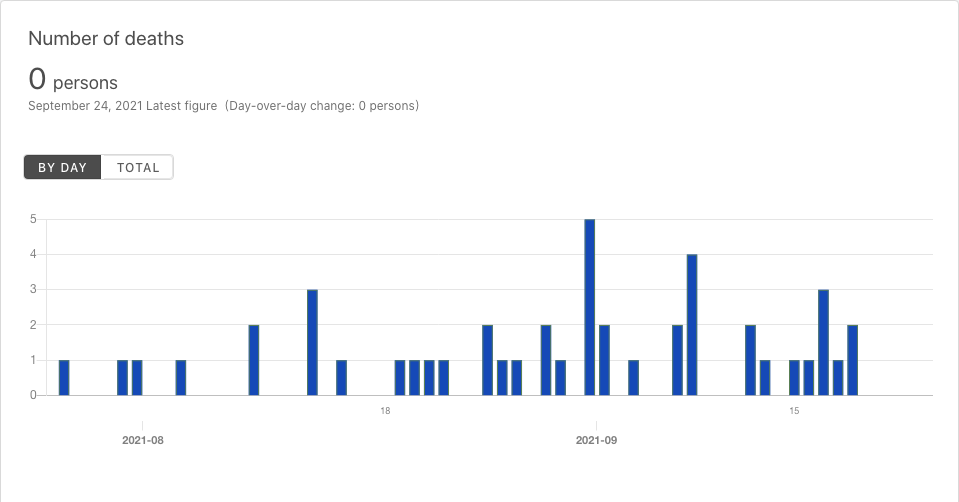 Number of deaths
0 persons
September 24, 2021 Latest figure (Day-over-day change: 0 persons)
BY DAY TOTAL
5
4
3
2
1
0
18 15
2021-08 2021-09